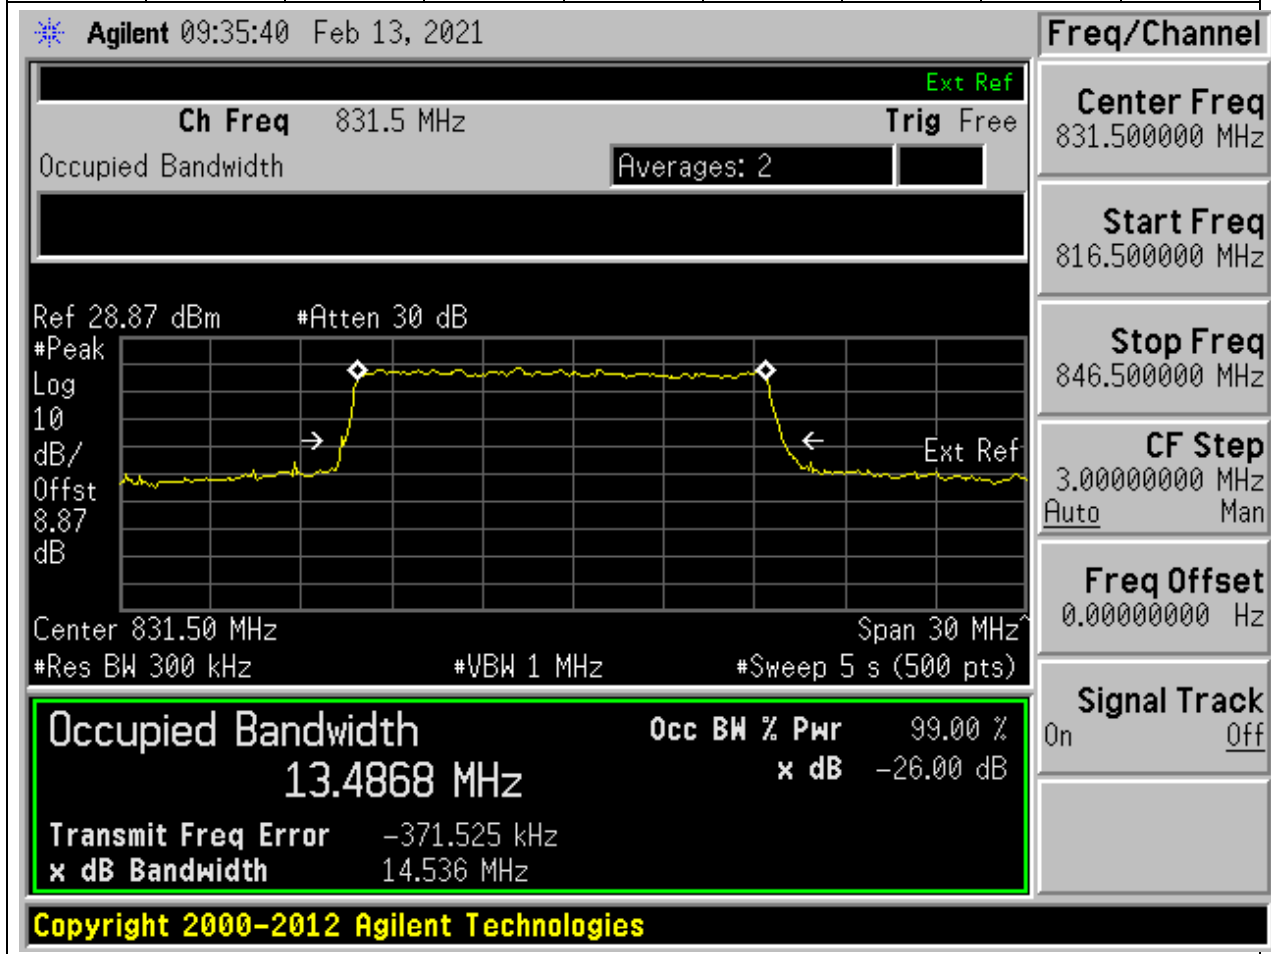 Agilent 09:35:40 Feb 13, 2021
Freq/Channel
Ext Ref
Ch Freq 831.5 MHz Trig Free
Occupied Bandwidth Averages: 2
Ref 28.87 dBm #Atten 30 dB
#Peak
Log
10
dB/
Offst
8.87
dB
Ext Ref
Center 831.50 MHz Span 30 MHz^
#Res BW 300 kHz #VBW 1 MHz #Sweep 5 s (500 pts)
Occupied Bandwidth Occ BW % Pwr 99.00 %
13.4868 MHz x dB -26.00 dB
Transmit Freq Error -371.525 kHz
x dB Bandwidth 14.536 MHz
Copyright 2000-2012 Agilent Technologies
Center Freq
831.500000 MHz
Start Freq
816.500000 MHz
Stop Freq
846.500000 MHz
CF Step
3.00000000 MHz
Auto Man
Freq Offset
0.00000000 Hz
Signal Track
On Off